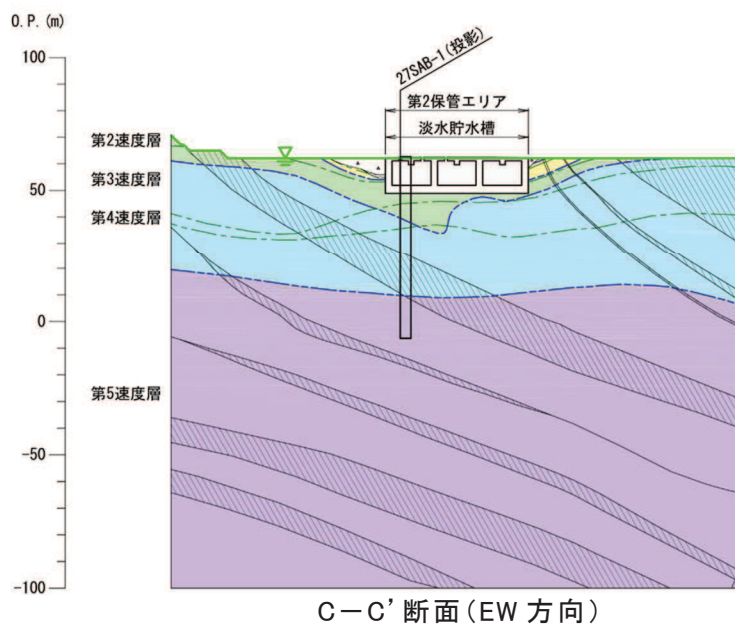 O.P.(m)
100
50
0
-50
-100
第2速度層
第3速度層
第4速度層
第5速度層
27SAB-1(投影)
第2保管エリア
淡水貯水槽
C－C’断面(EW方向)